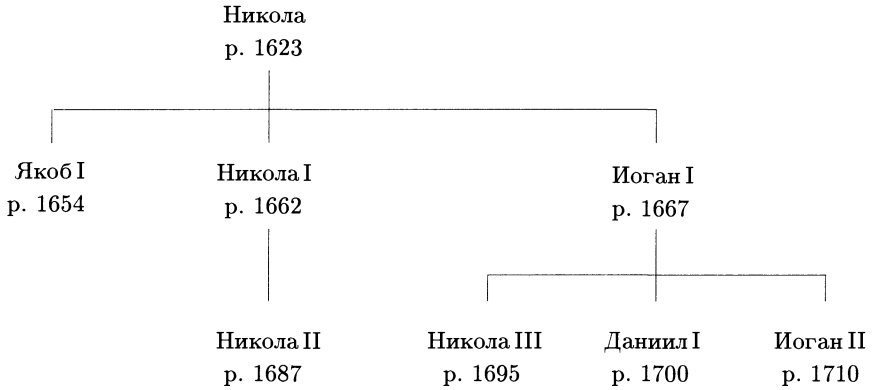 Никола
р. 1623
Якоб I
р. 1654
Никола I
р. 1662
Иоган I
р. 1667
Никола II
р. 1687
Никола III
р. 1695
Даниил I
р. 1700
Иоган II
р. 1710